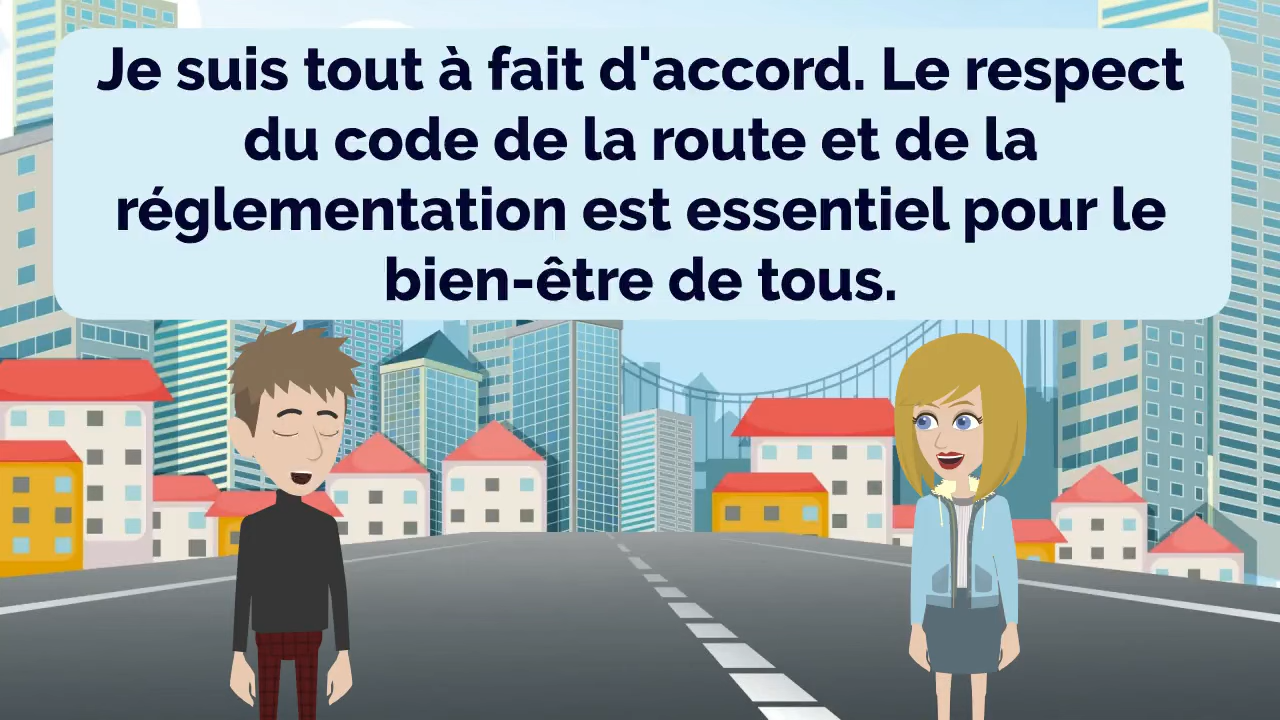 Je suis tout à fait d'accord. Le respect
du code de la route et de la
réglementation est essentiel pour le
bien-être de tous.